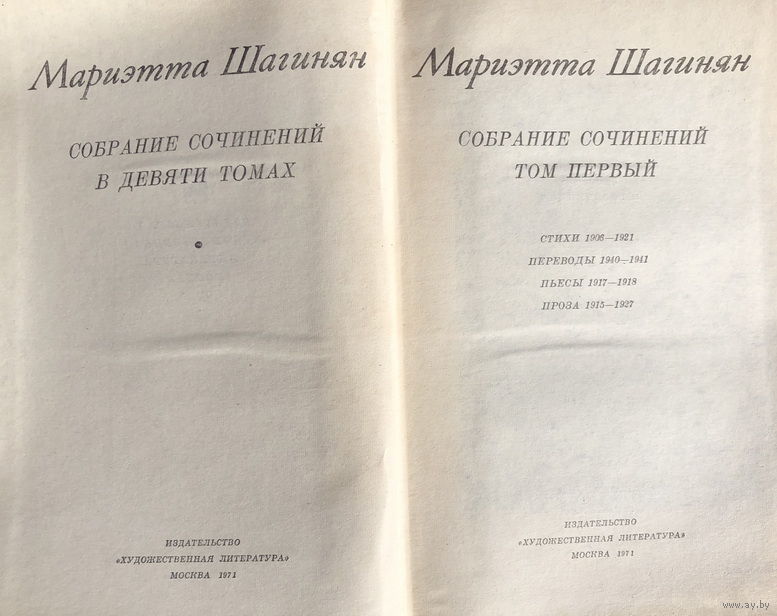 Мариэтта Шагинян
СОБРАНИЕ СОЧИНЕНИЙ
В ДЕВЯТИ ТОМАХ
ИЗДАТЕЛЬСТВО
«ХУДОЖЕСТВЕННАЯ ЛИТЕРАТУРА»
МОСКВА 1971
Мариэтта Шагинян
СОБРАНИЕ СОЧИНЕНИЙ
ТОМ ПЕРВЫЙ
СТИХИ 1906—1921
ПЕРЕВОДЫ 1940—1941
ПЬЕСЫ 1917—1918
ПРОЗА 1915—1927
ИЗДАТЕЛЬСТВО
«ХУДОЖЕСТВЕННАЯ ЛИТЕРАТУРА»
МОСКВА 1971
www.ay.by